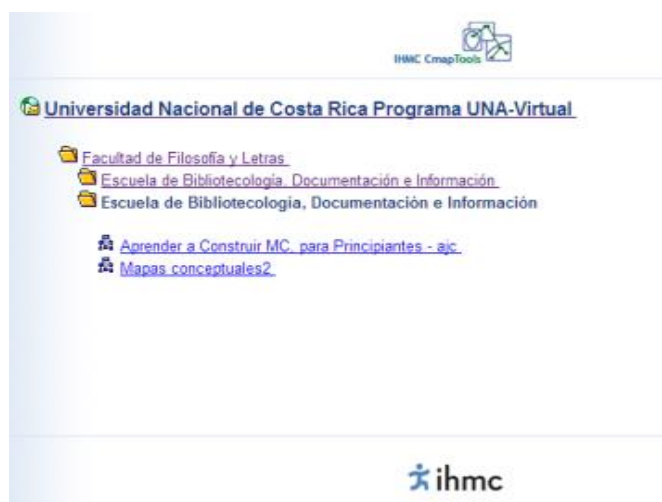 IHMC CmapTools
Universidad Nacional de Costa Rica Programa UNA-Virtual
Facultad de Filosofía y Letras
Escuela de Bibliotecología, Documentación e Información
Escuela de Bibliotecología, Documentación e Información
Aprender a Construir MC, para Principiantes - ajc
Mapas conceptuales2
ihmc